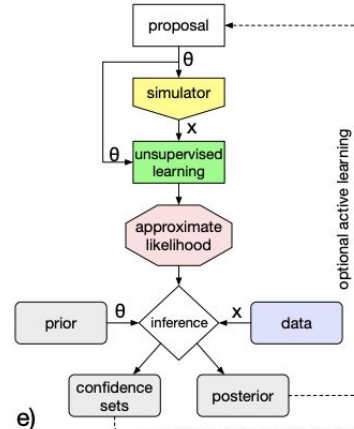 proposal
θ
simulator
x
θ
unsupervised
learning
approximate
likelihood
optional active learning
prior
θ
inference
x
data
confidence
sets
posterior
e)